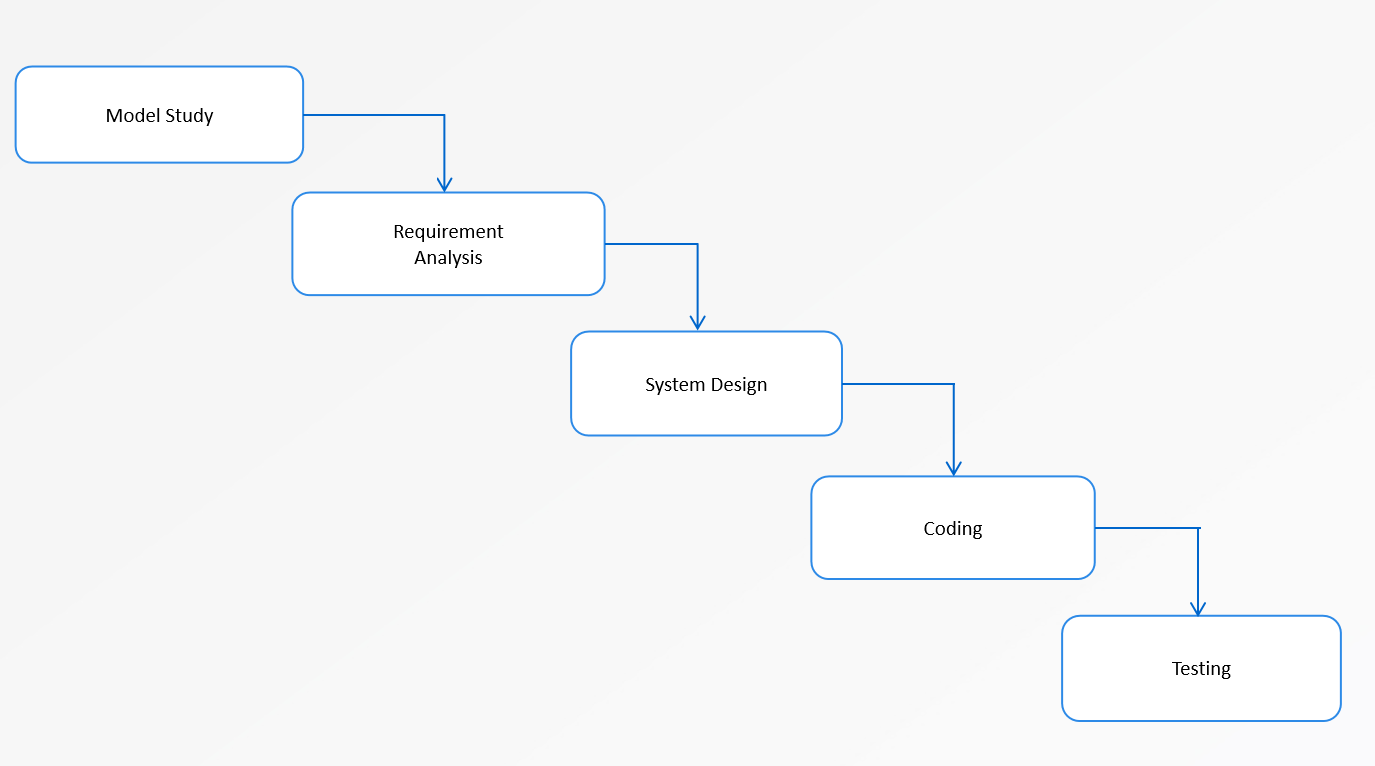 Model Study
Requirement
Analysis
System Design
Coding
Testing